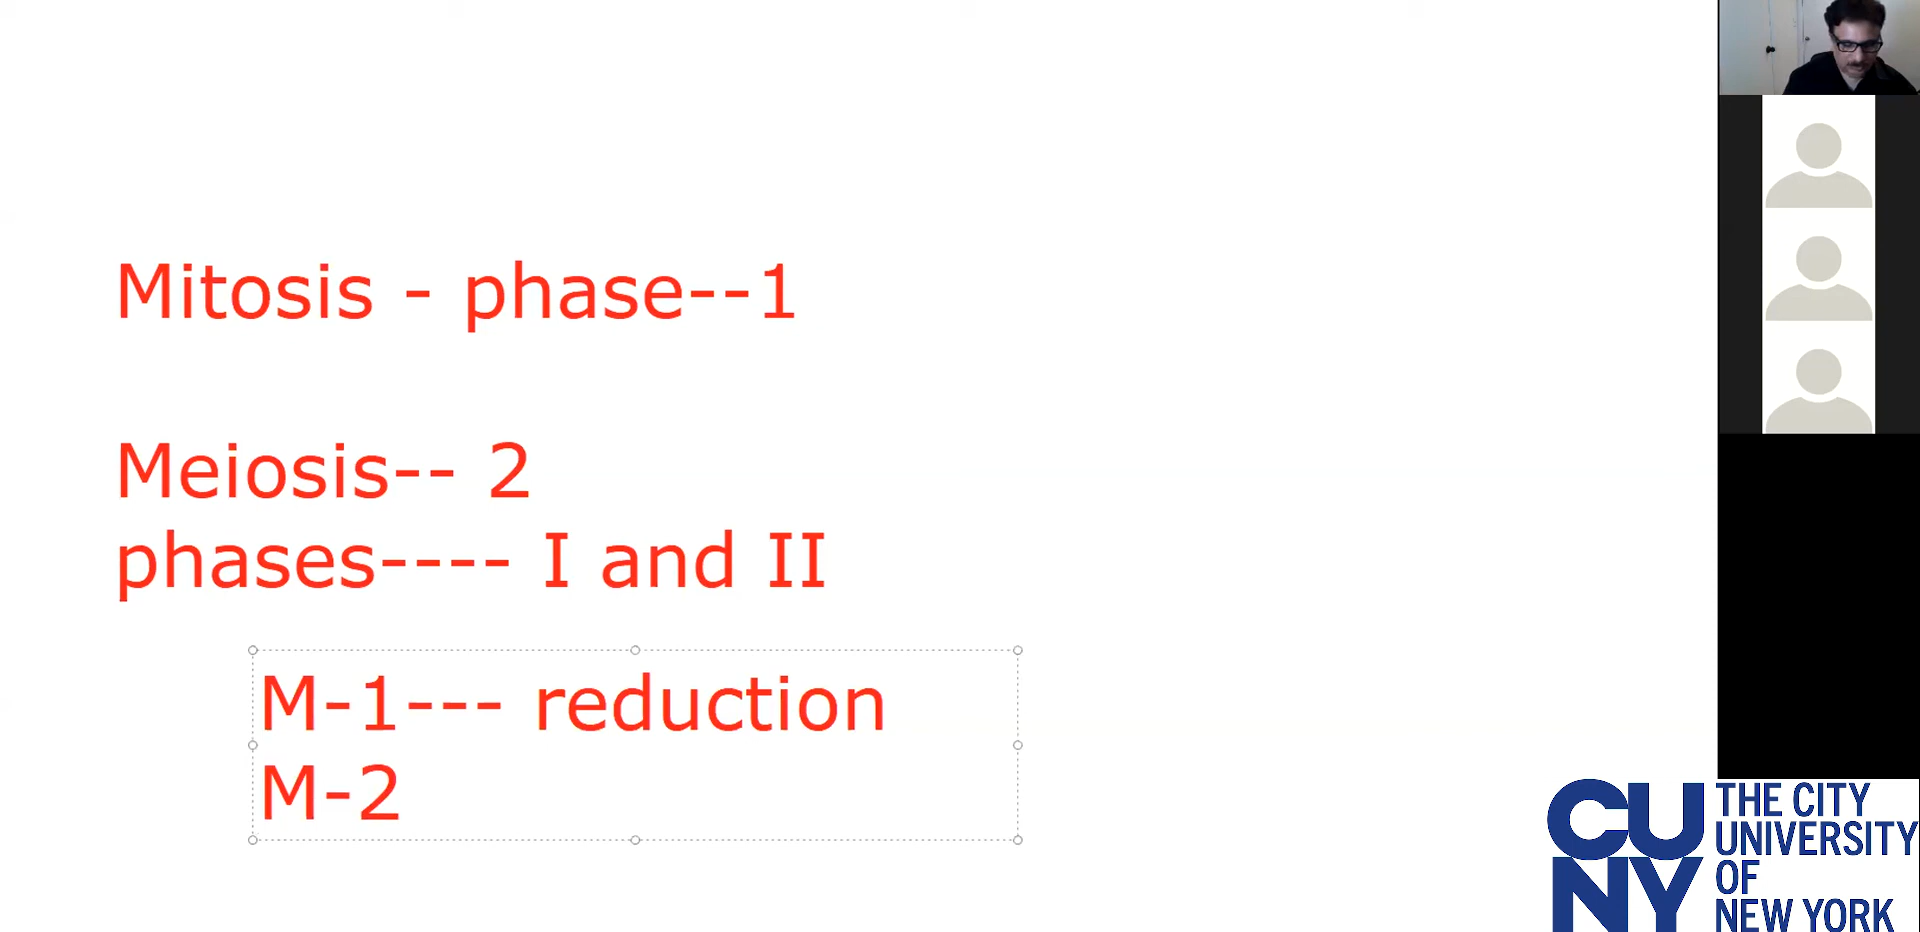 Mitosis - phase--1
Meiosis-- 2
phases---- I and II
M-1--- reduction
M-2
CU
NY
THE CITY
UNIVERSITY
OF
NEW YORK